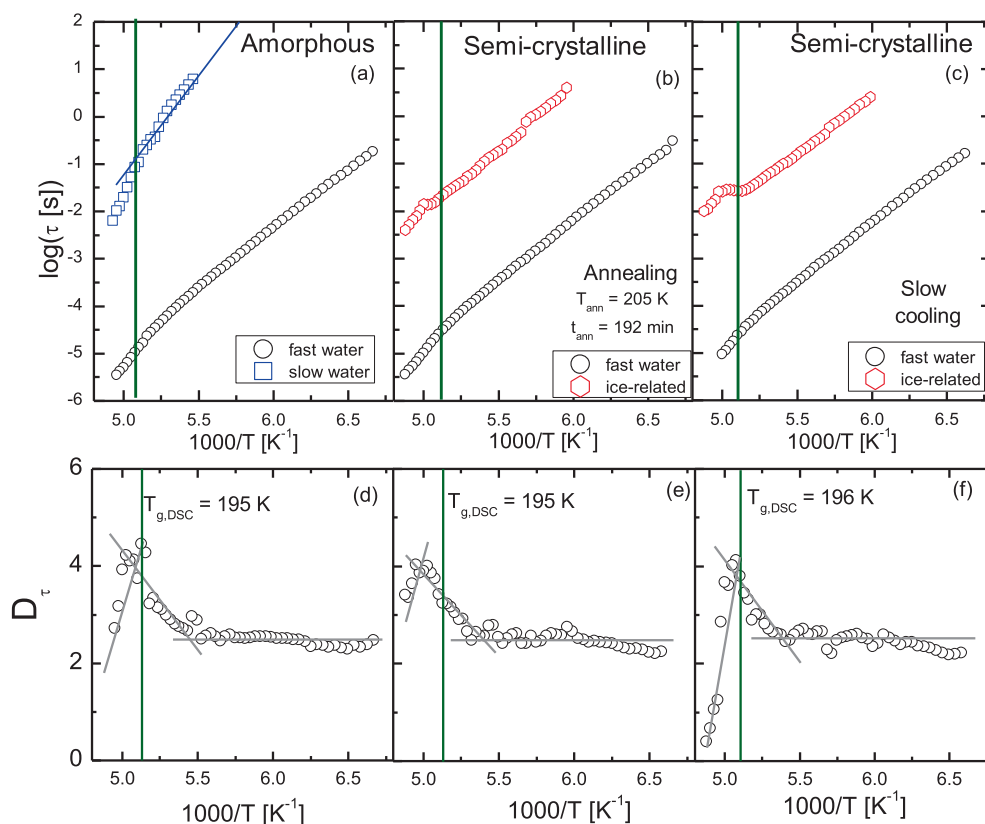 2
1
0
-1
-2
-3
-4
-5
-6
log(τ [s])
Amorphous
(a)
fast water
slow water
5.0 5.5 6.0 6.5
1000/T [K⁻¹]
Semi-crystalline
(b)
Annealing
T_ann = 205 K
t_ann = 192 min
fast water
ice-related
5.0 5.5 6.0 6.5
1000/T [K⁻¹]
Semi-crystalline
(c)
Slow
cooling
fast water
ice-related
5.0 5.5 6.0 6.5
1000/T [K⁻¹]
6
4
2
0
D_τ
(d)
T_g,DSC = 195 K
5.0 5.5 6.0 6.5
1000/T [K⁻¹]
(e)
T_g,DSC = 195 K
5.0 5.5 6.0 6.5
1000/T [K⁻¹]
(f)
T_g,DSC = 196 K
5.0 5.5 6.0 6.5
1000/T [K⁻¹]